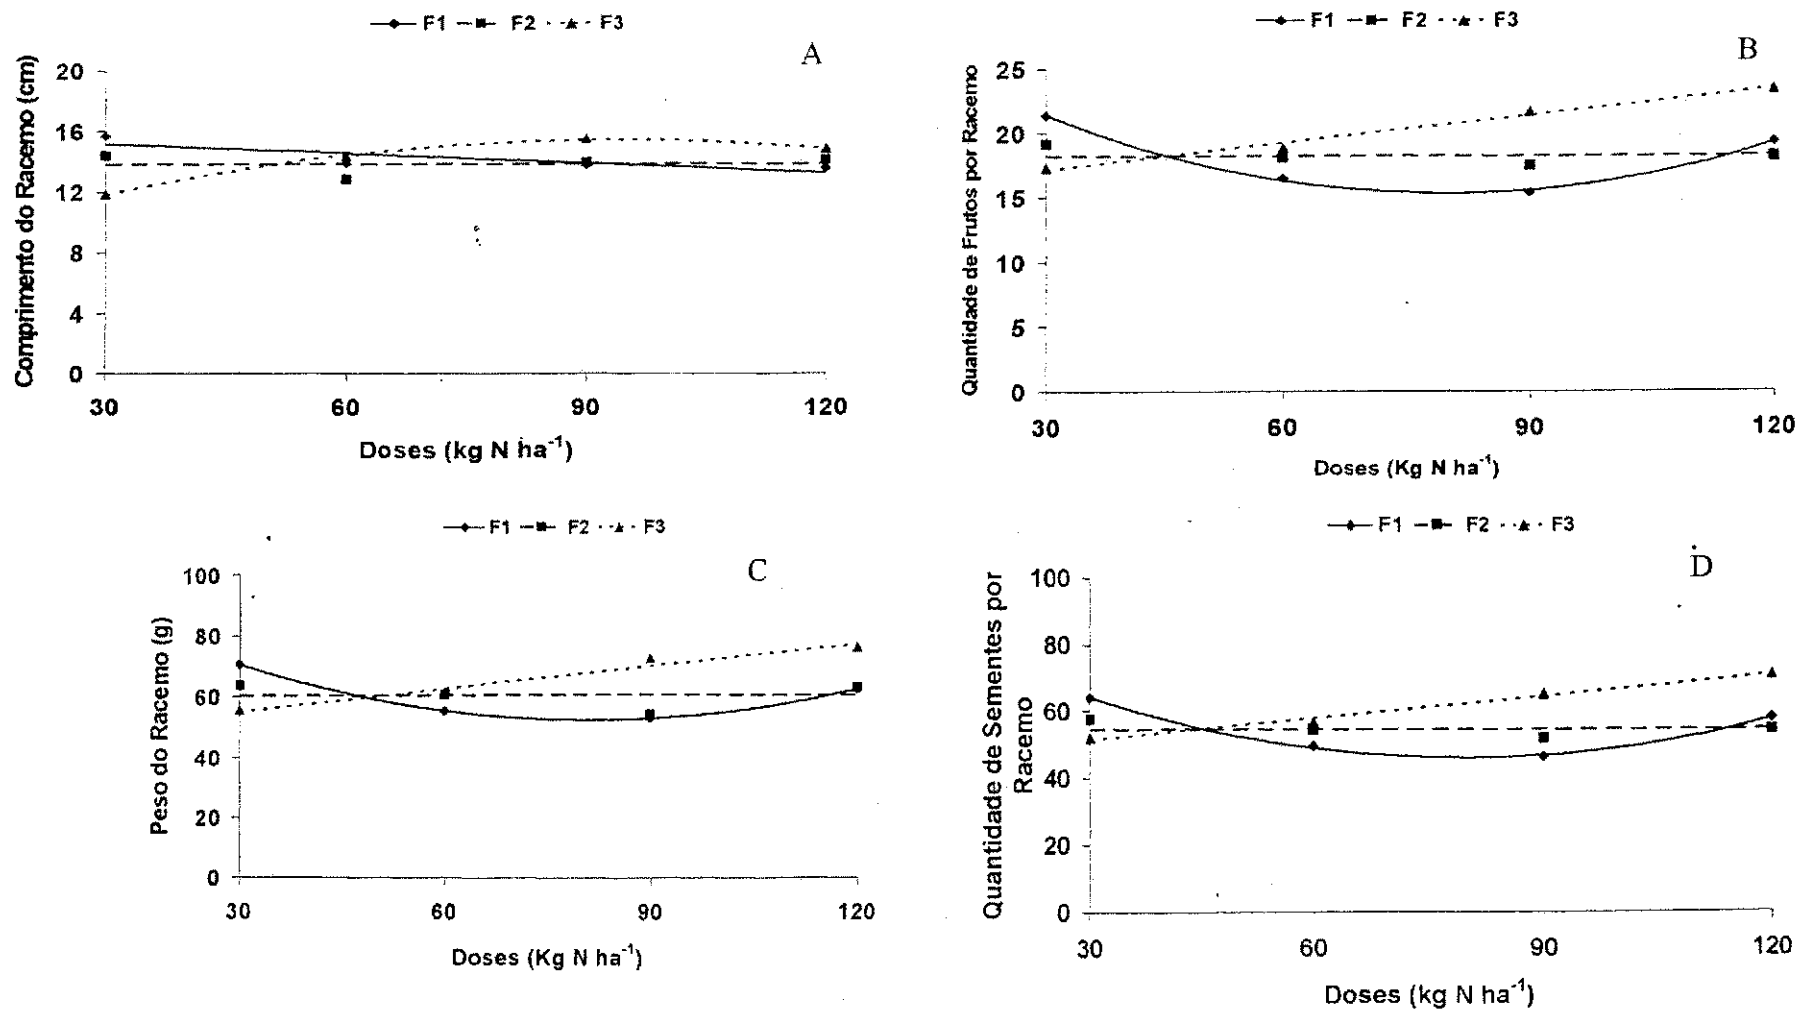 F1 F2 F3
A
Comprimento do Racemo (cm)
20
16
12
8
4
0
30 60 90 120
Doses (kg N ha⁻¹)
F1 F2 F3
B
Quantidade de Frutos por Racemo
25
20
15
10
5
0
30 60 90 120
Doses (Kg N ha⁻¹)
F1 F2 F3
C
Peso do Racemo (g)
100
80
60
40
20
0
30 60 90 120
Doses (Kg N ha⁻¹)
F1 F2 F3
D
Quantidade de Sementes por
Racemo
100
80
60
40
20
0
30 60 90 120
Doses (kg N ha⁻¹)